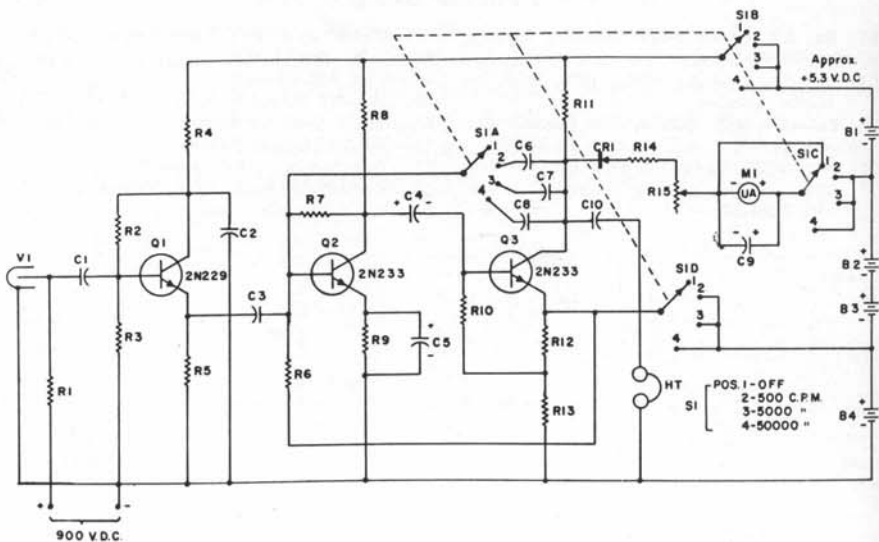 S1B
1
2
3
4
Approx.
+5.3 V.D.C
R4
R8
R11
S1A
1
2
3
4
C6
C7
C8
CR1
R14
R15
M1
UA
- +
S1C
1
2
3
4
B1
+
-
R2
Q1
2N229
C2
R7
Q2
2N233
+ C4 -
Q3
2N233
C10
- +
C9
V1
C1
R3
C3
R10
S1D
1
2
3
4
B2
+
-
B3
+
-
R1
R5
R6
R9
+
C5
-
R12
R13
HT
S1
POS. 1-OFF
2-500 C.P.M.
3-5000 "
4-50000 "
B4
+
-
+ -
900 V.D.C.